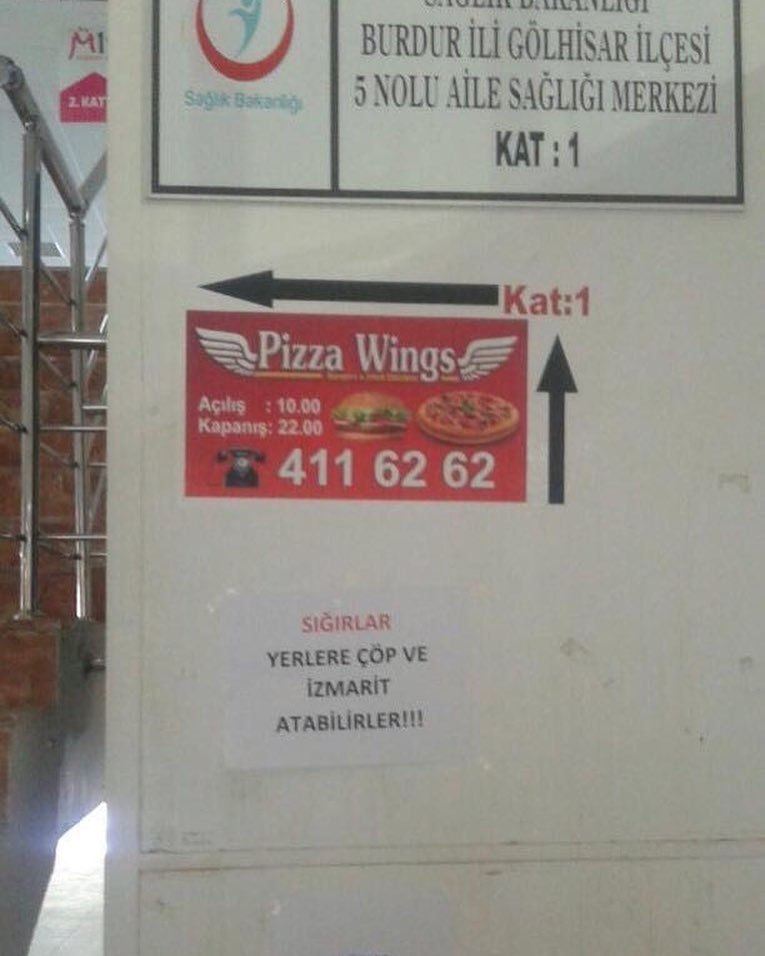 SAĞLIK BAKANLIĞI
BURDUR İLİ GÖLHİSAR İLÇESİ
5 NOLU AİLE SAĞLIĞI MERKEZİ
KAT : 1
Sağlık Bakanlığı
2. KAT
Kat:1
Pizza Wings
Açılış : 10.00
Kapanış: 22.00
411 62 62
SIĞIRLAR
YERLERE ÇÖP VE
İZMARİT
ATABİLİRLER!!!